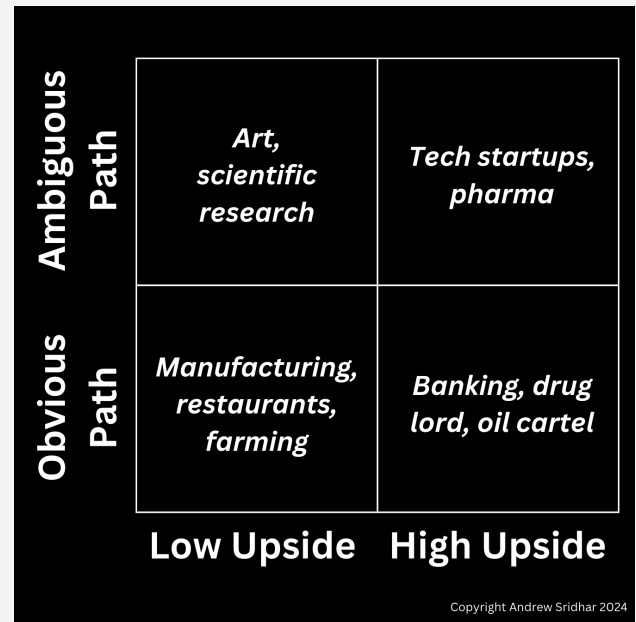 Ambiguous
Path
Art,
scientific
research
Tech startups,
pharma
Obvious
Path
Manufacturing,
restaurants,
farming
Banking, drug
lord, oil cartel
Low Upside
High Upside
Copyright Andrew Sridhar 2024